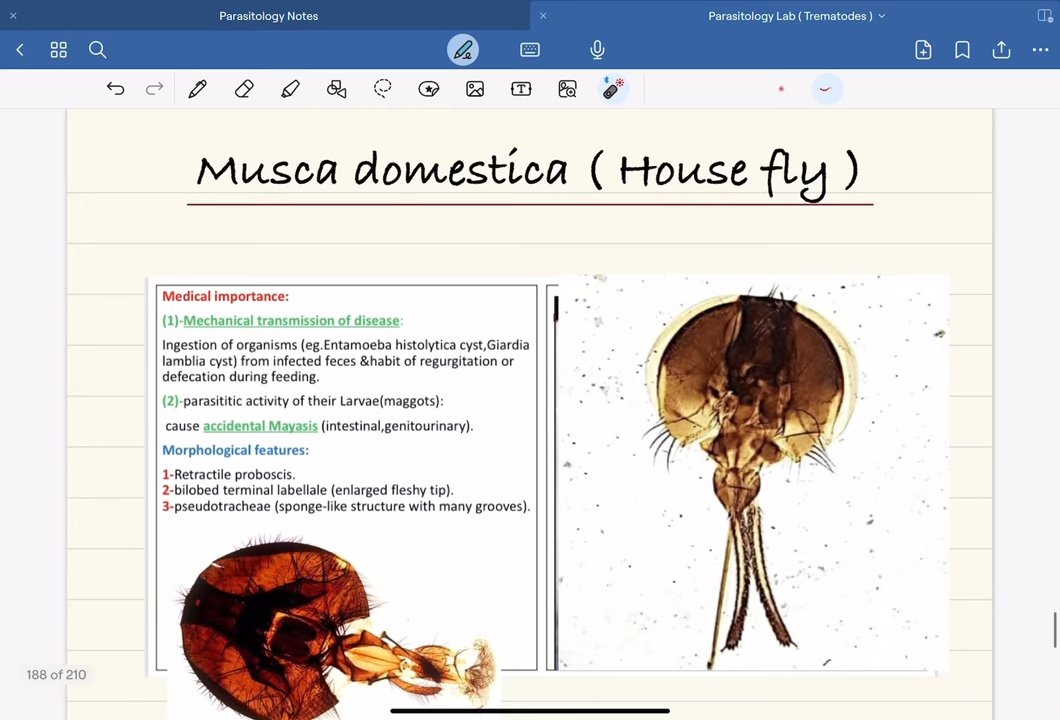 Parasitology Notes
Parasitology Lab ( Trematodes )
Musca domestica ( House fly )
Medical importance:
(1)-Mechanical transmission of disease:
Ingestion of organisms (eg.Entamoeba histolytica cyst,Giardia
lamblia cyst) from infected feces &habit of regurgitation or
defecation during feeding.
(2)-parasititic activity of their Larvae(maggots):
cause accidental Mayasis (intestinal,genitourinary).
Morphological features:
1-Retractile proboscis.
2-bilobed terminal labellale (enlarged fleshy tip).
3-pseudotracheae (sponge-like structure with many grooves).
188 of 210